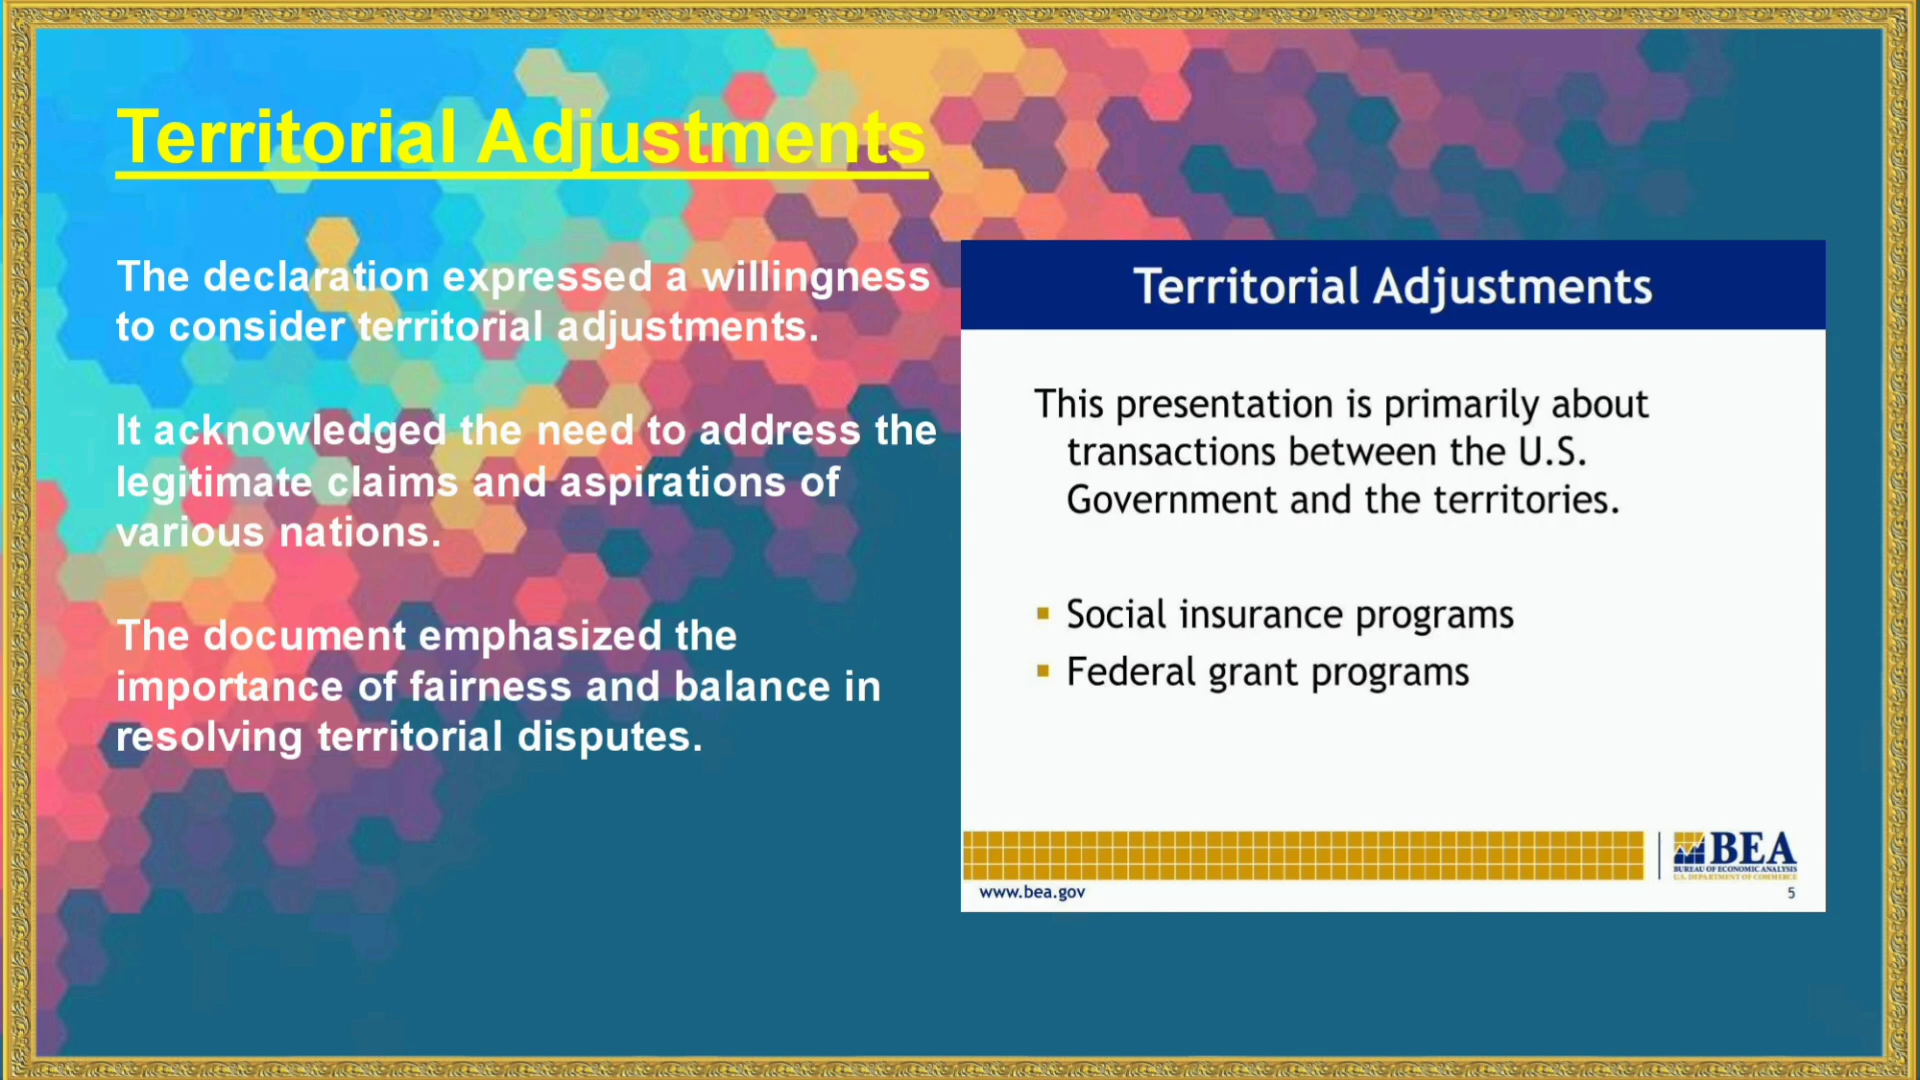 Territorial Adjustments
The declaration expressed a willingness
to consider territorial adjustments.
It acknowledged the need to address the
legitimate claims and aspirations of
various nations.
The document emphasized the
importance of fairness and balance in
resolving territorial disputes.
Territorial Adjustments
This presentation is primarily about
transactions between the U.S.
Government and the territories.
▪ Social insurance programs
▪ Federal grant programs
BEA
BUREAU OF ECONOMIC ANALYSIS
U.S. DEPARTMENT OF COMMERCE
www.bea.gov
5